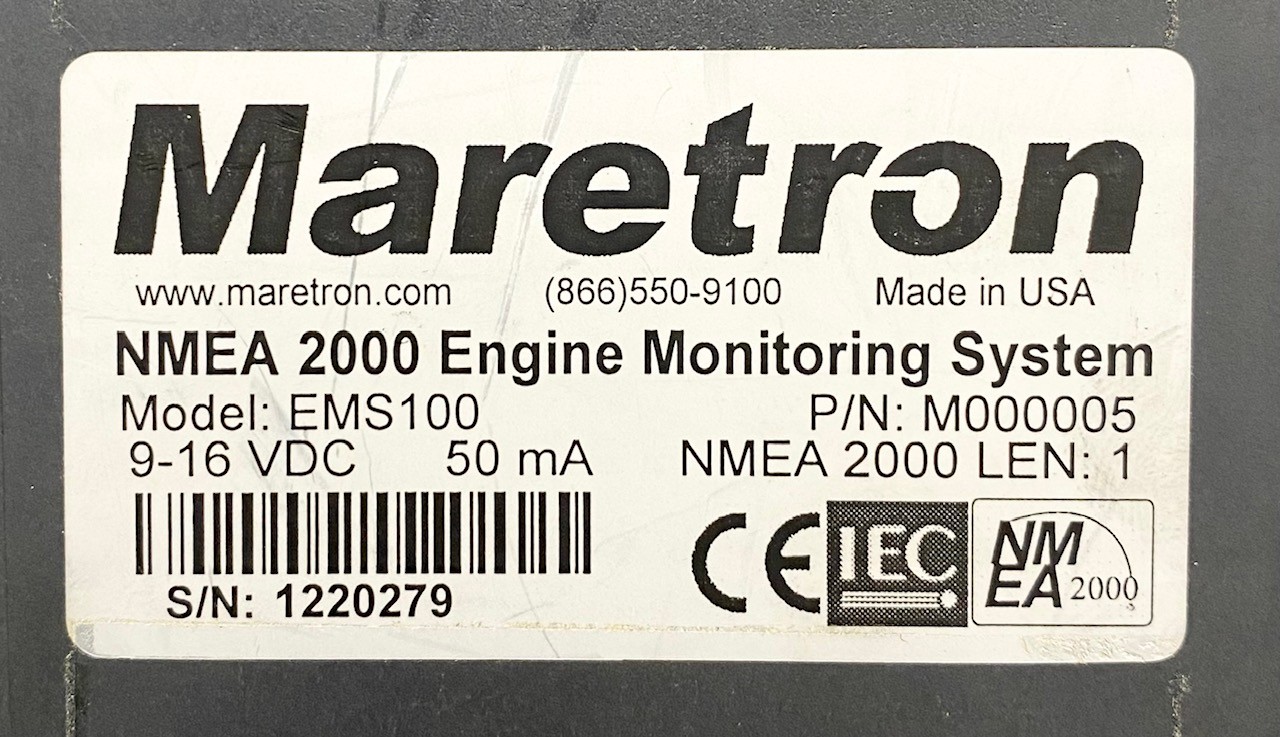 Maretron
www.maretron.com (866)550-9100 Made in USA
NMEA 2000 Engine Monitoring System
Model: EMS100 P/N: M000005
9-16 VDC 50 mA NMEA 2000 LEN: 1
S/N: 1220279
CE IEC NMEA 2000